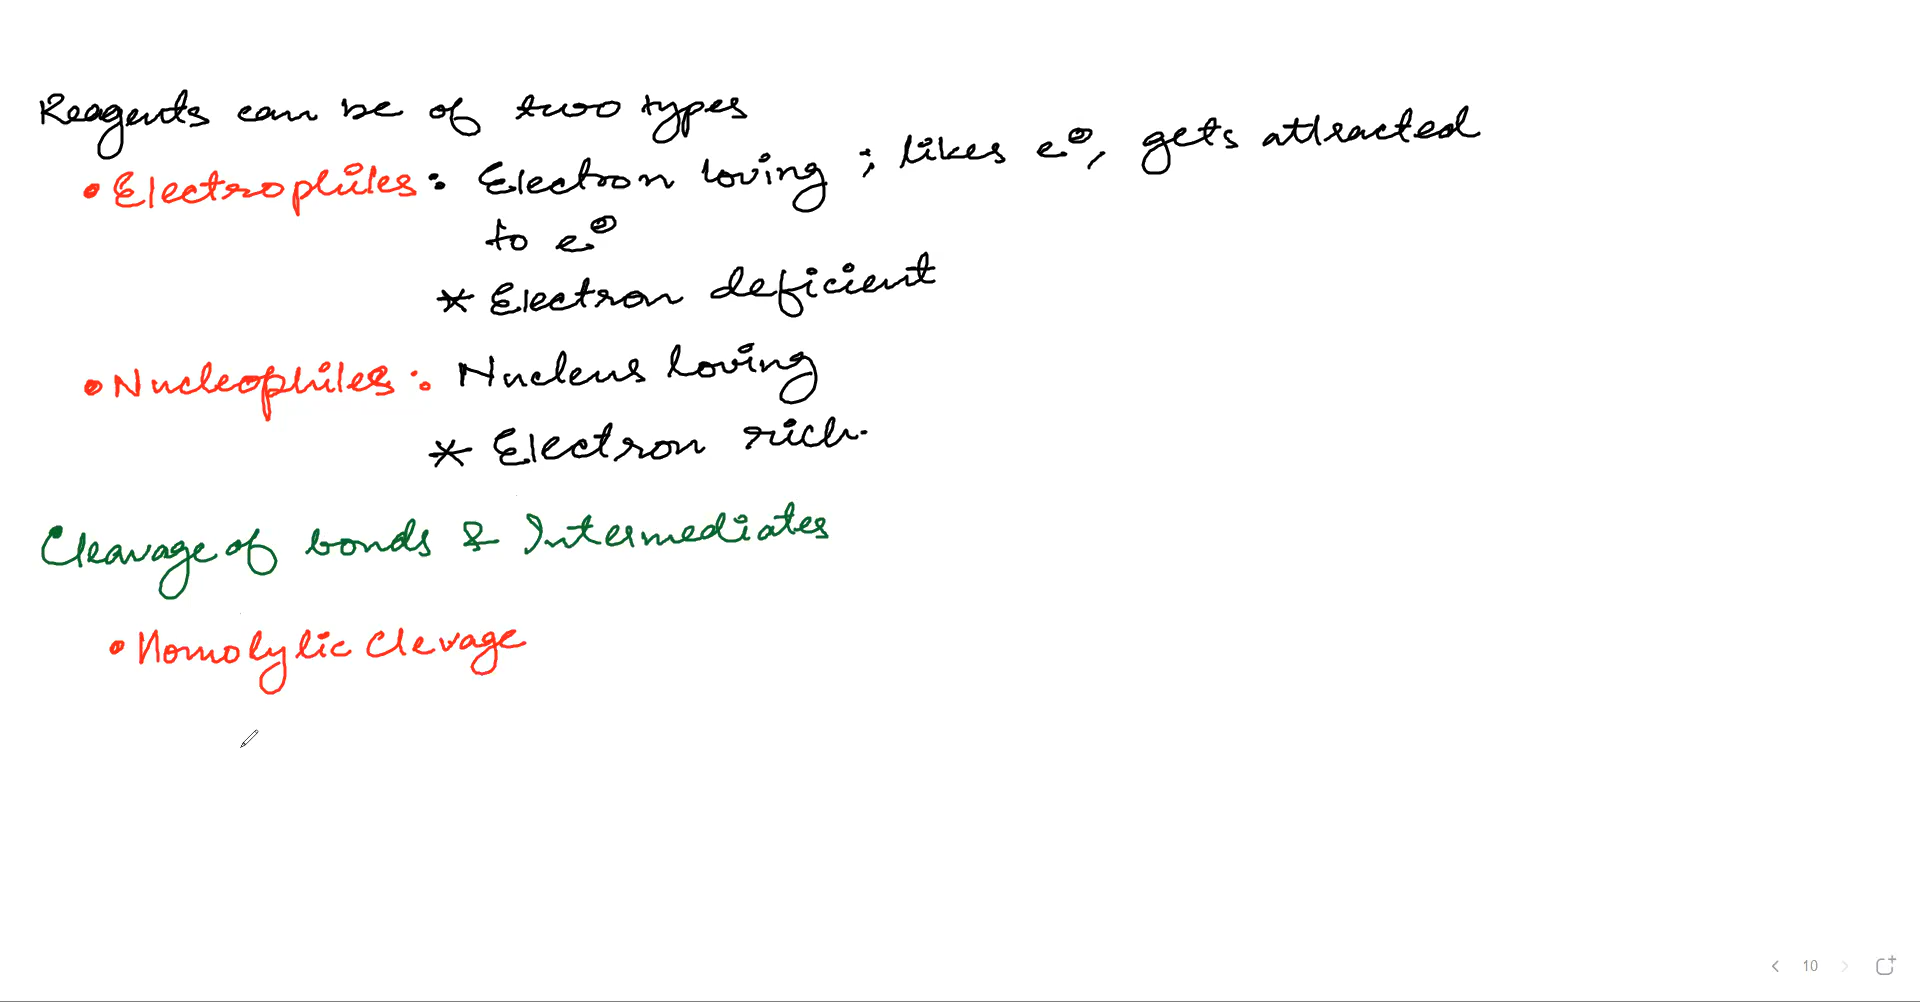 Reagents can be of two types
• Electrophiles: Electron loving ; likes e⊖, gets attracted
to e⊖
* Electron deficient
• Nucleophiles: Nucleus loving
* Electron rich.
Cleavage of bonds & Intermediates
• Homolylic Clevage
10